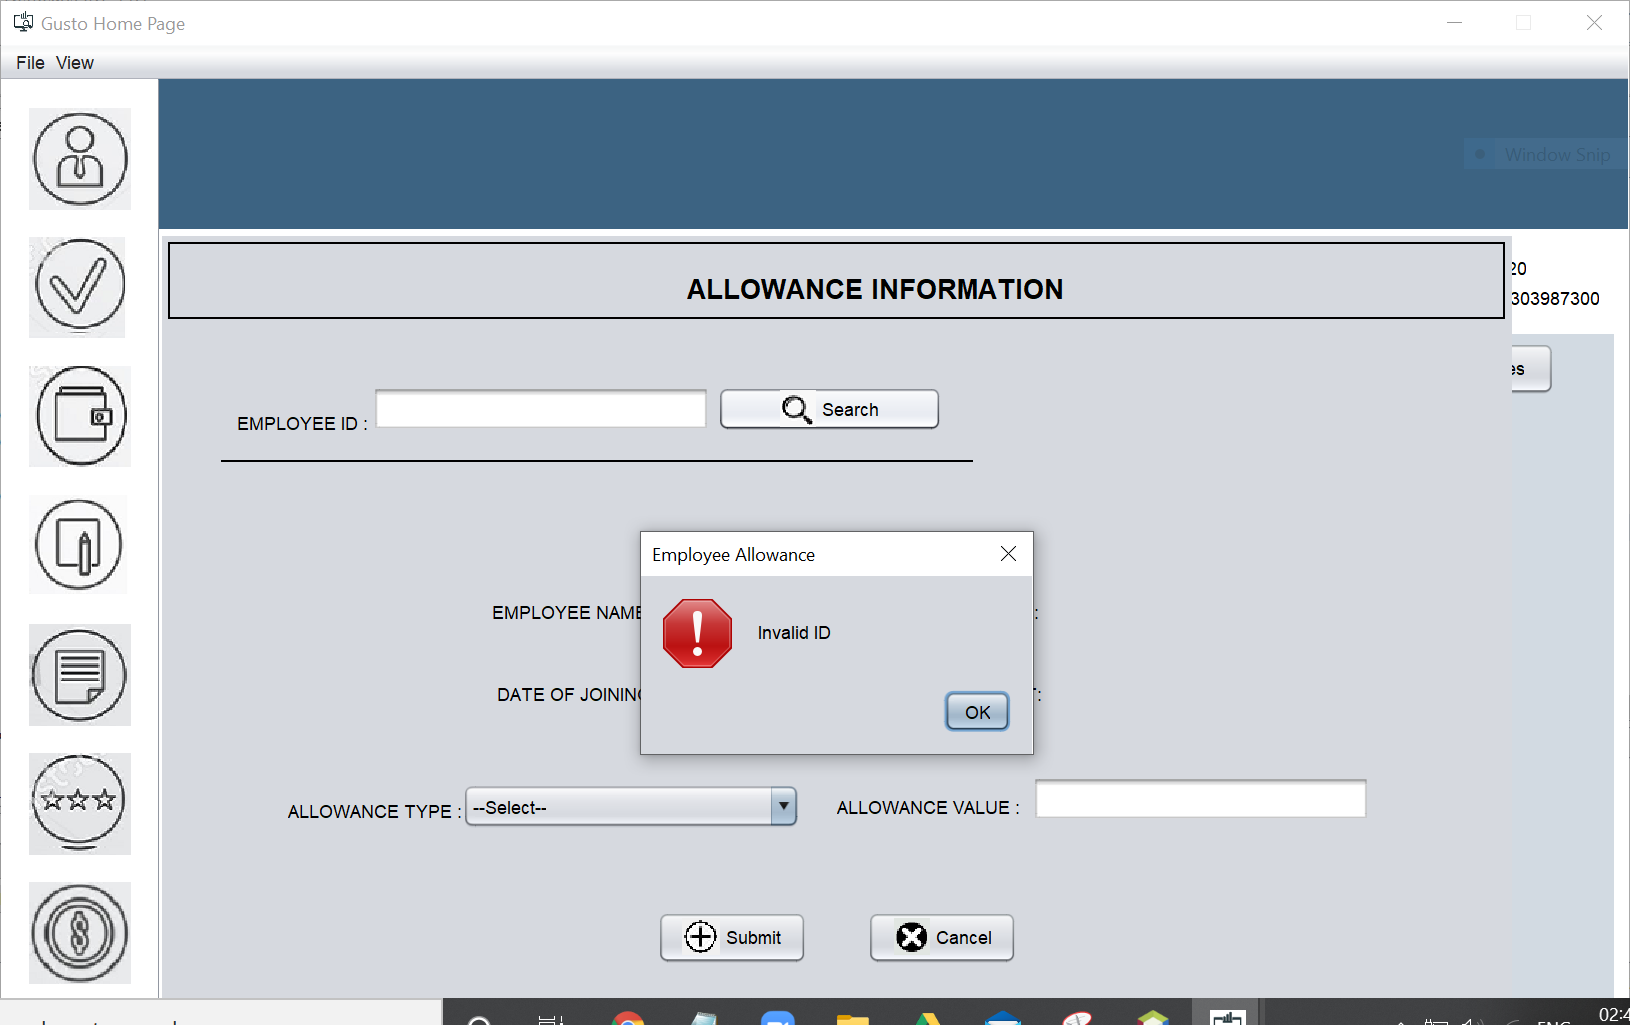 Gusto Home Page
File View
Window Snip
ALLOWANCE INFORMATION
20
303987300
es
EMPLOYEE ID :
Search
Employee Allowance
EMPLOYEE NAME
:
Invalid ID
DATE OF JOINING
:
OK
ALLOWANCE TYPE :
--Select--
ALLOWANCE VALUE :
Submit
Cancel
02:4
ENG